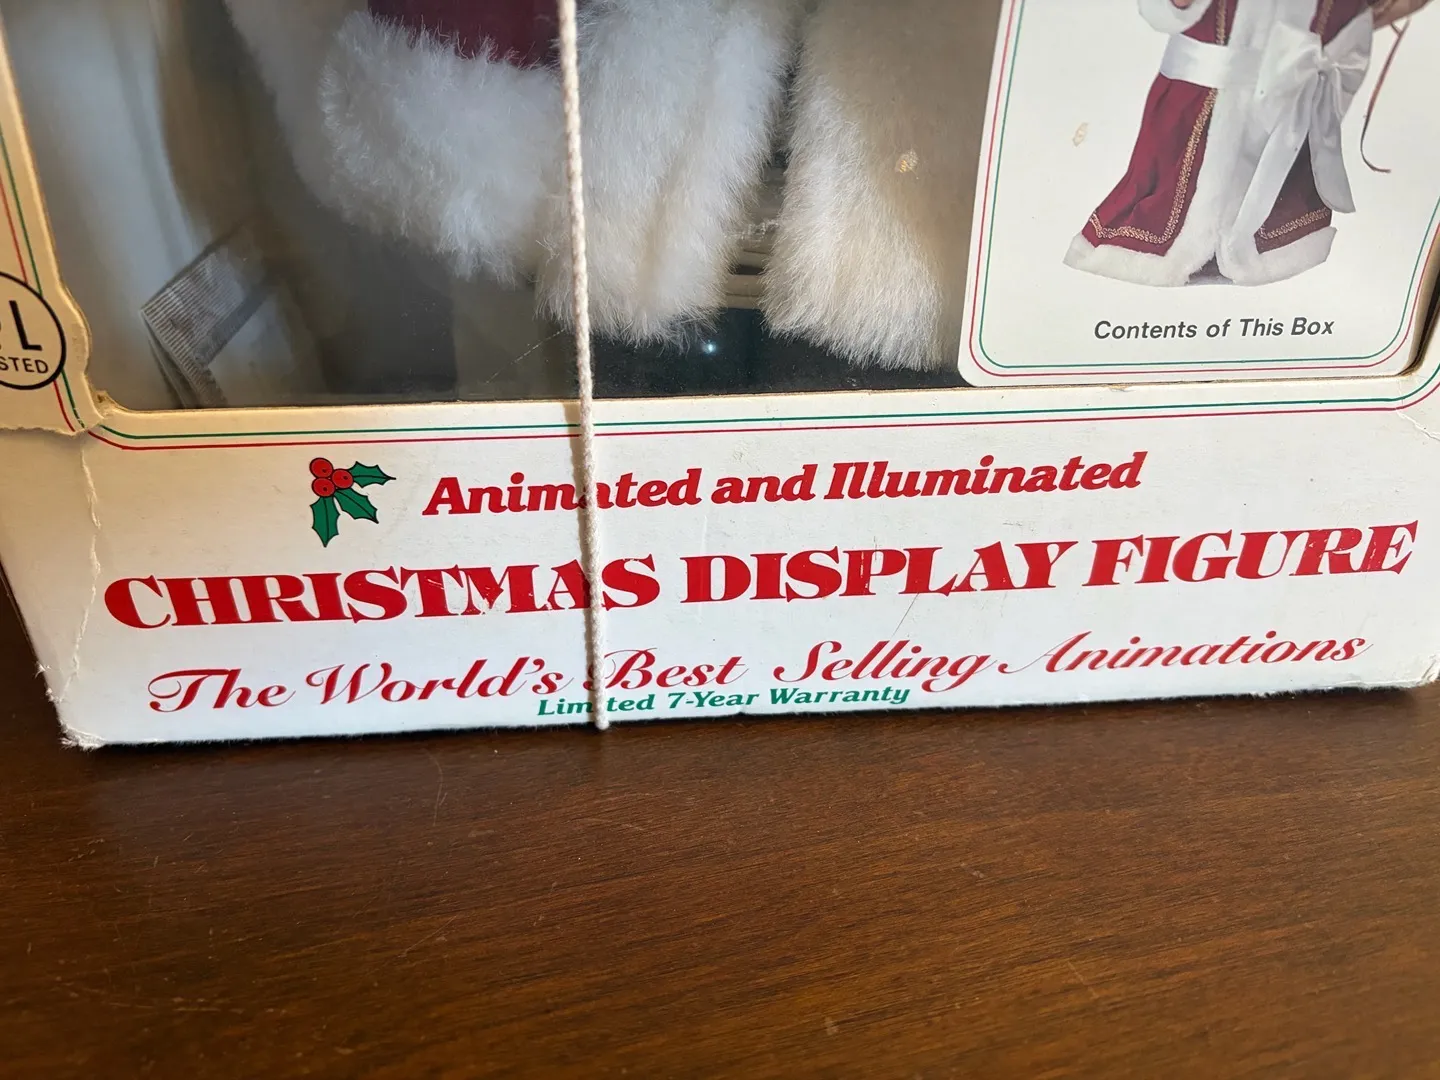 L
STED
Contents of This Box
Animated and Illuminated
CHRISTMAS DISPLAY FIGURE
The World's Best Selling Animations
Limited 7-Year Warranty